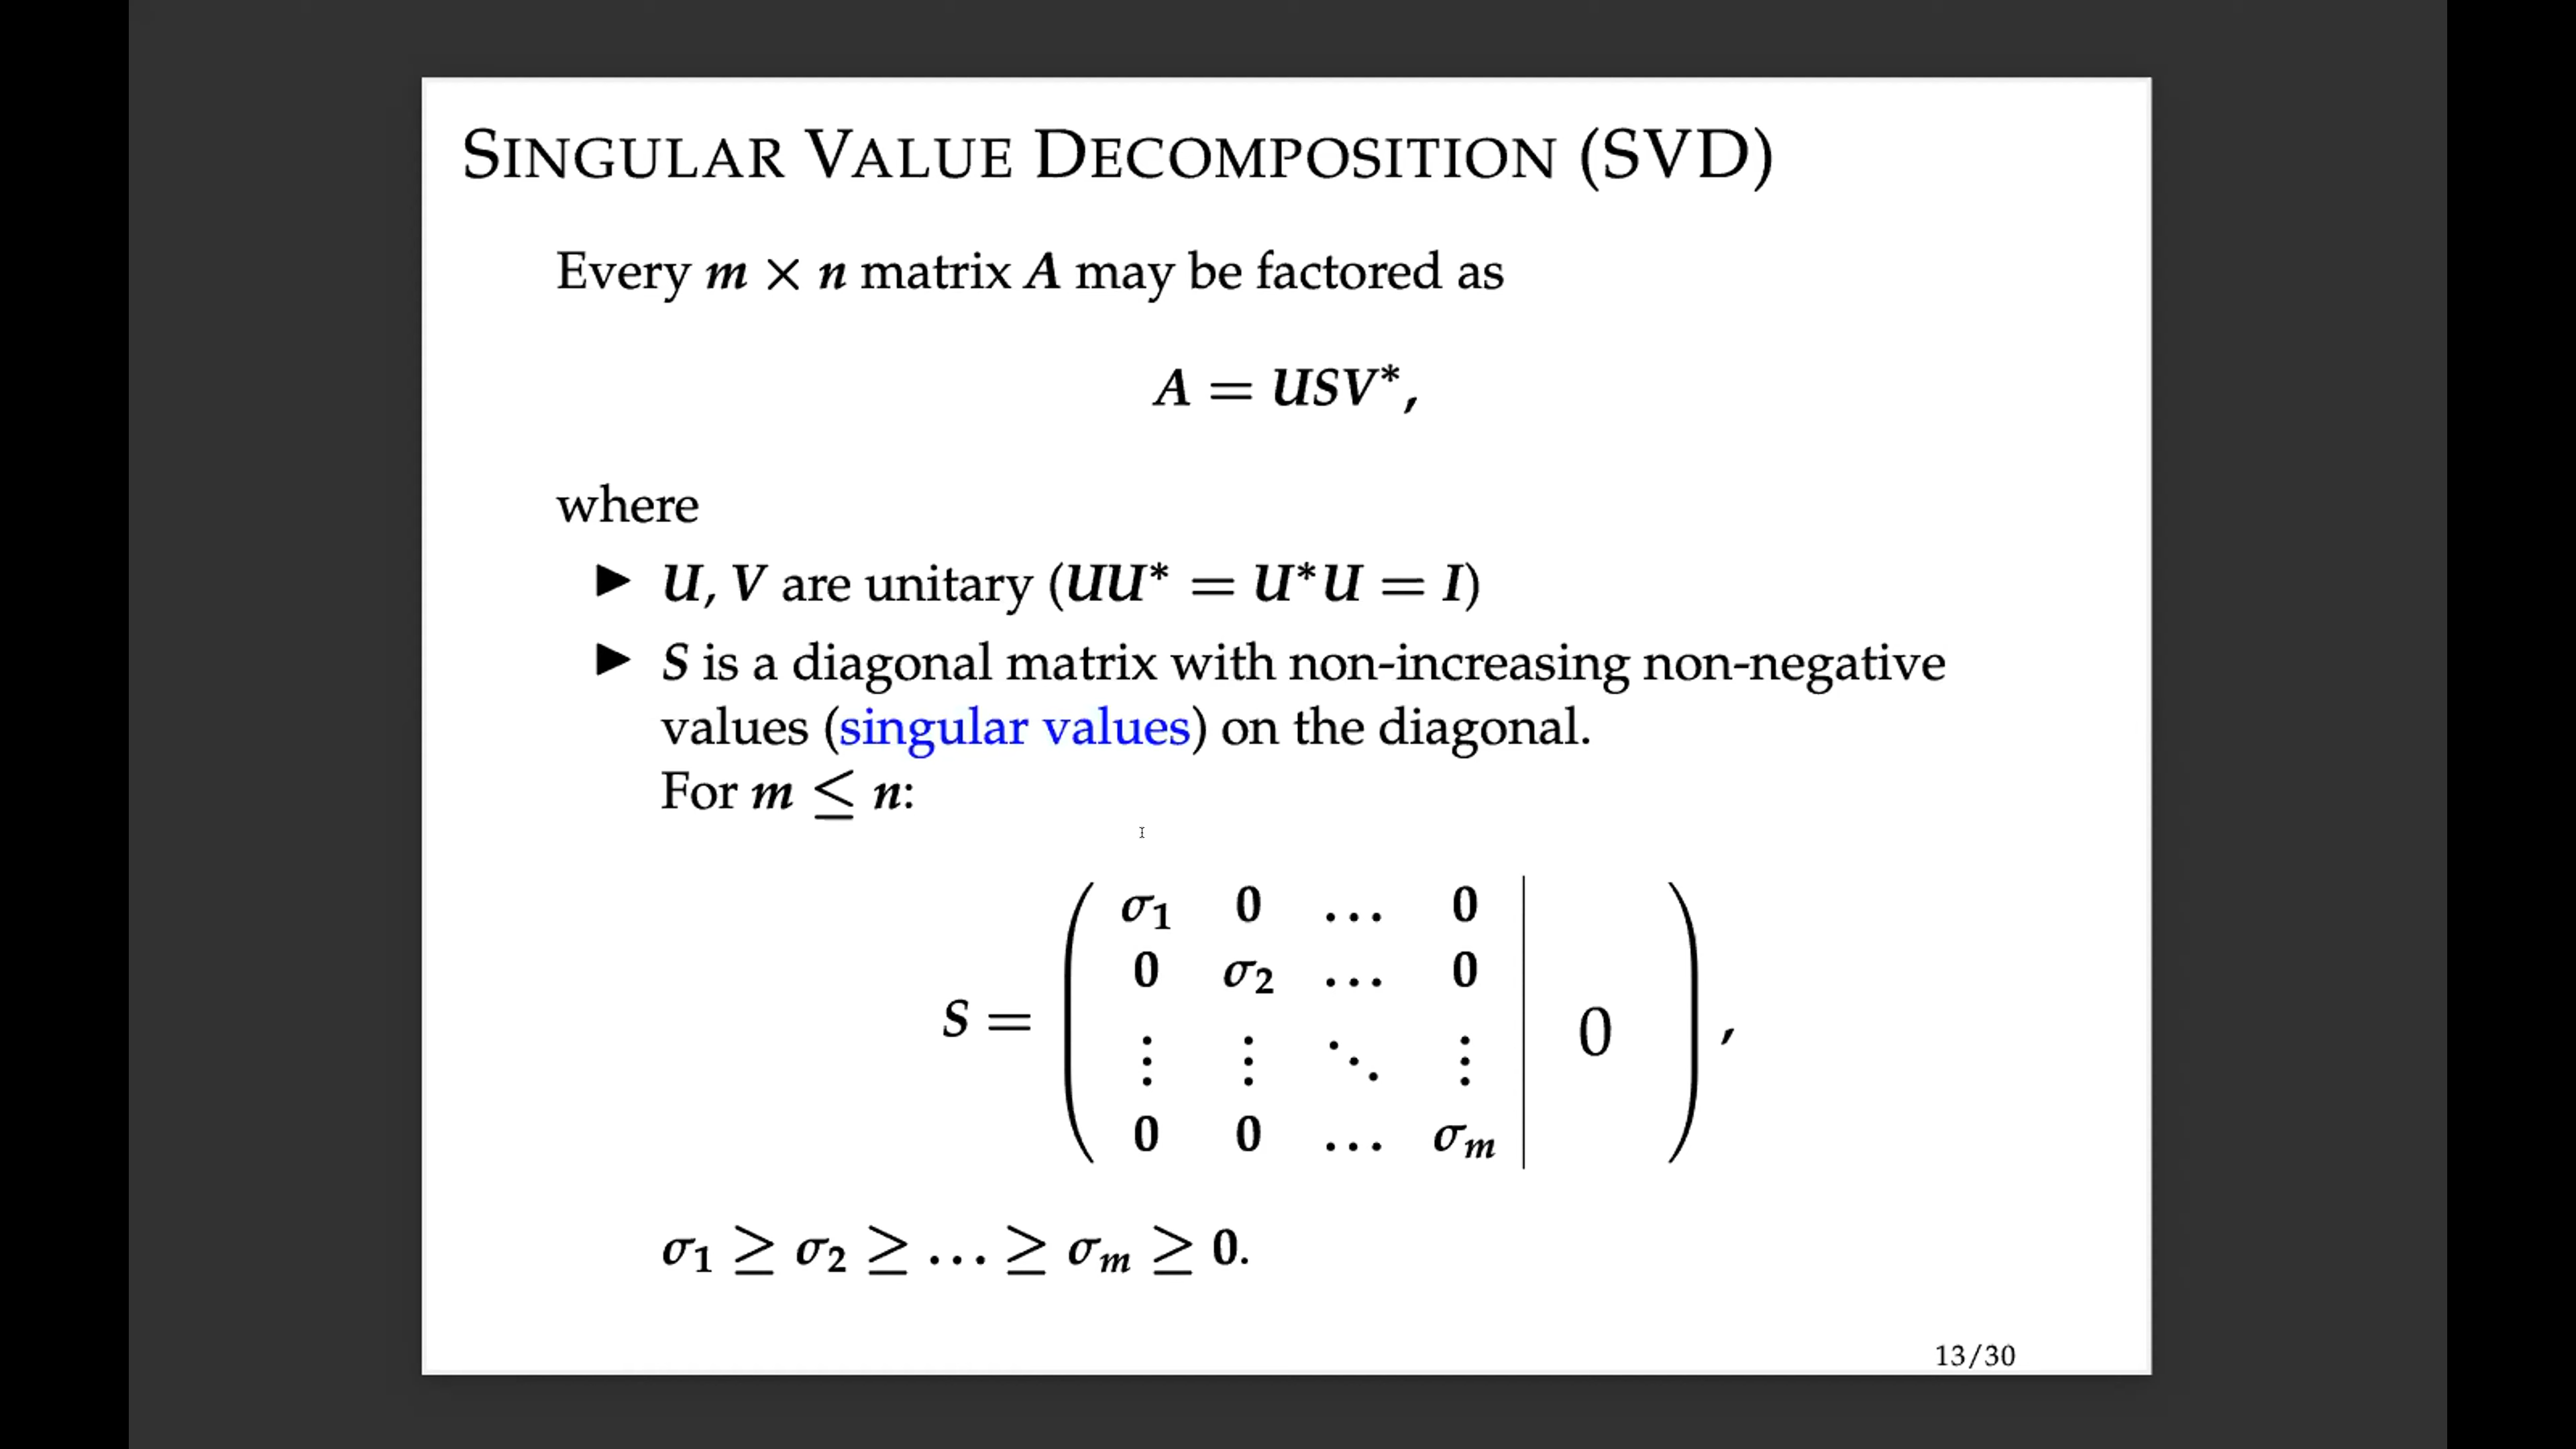 SINGULAR VALUE DECOMPOSITION (SVD)
Every m × n matrix A may be factored as
A = USV*,
where
▶ U, V are unitary (UU* = U*U = I)
▶ S is a diagonal matrix with non-increasing non-negative
values (singular values) on the diagonal.
For m ≤ n:
S = ( σ₁ 0 … 0 | 0
0 σ₂ … 0
⋮ ⋮ ⋱ ⋮
0 0 … σₘ ) ,
σ₁ ≥ σ₂ ≥ … ≥ σₘ ≥ 0.
13/30